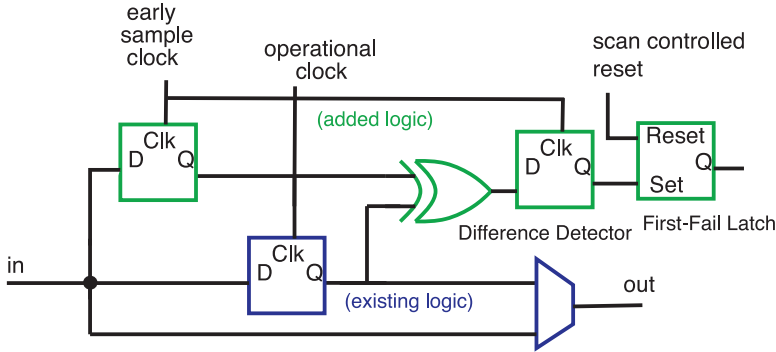 early
sample
clock
operational
clock
scan controlled
reset
(added logic)
Clk
D
Q
Clk
D
Q
Reset
Q
Set
Difference Detector
First-Fail Latch
in
Clk
D
Q
(existing logic)
out